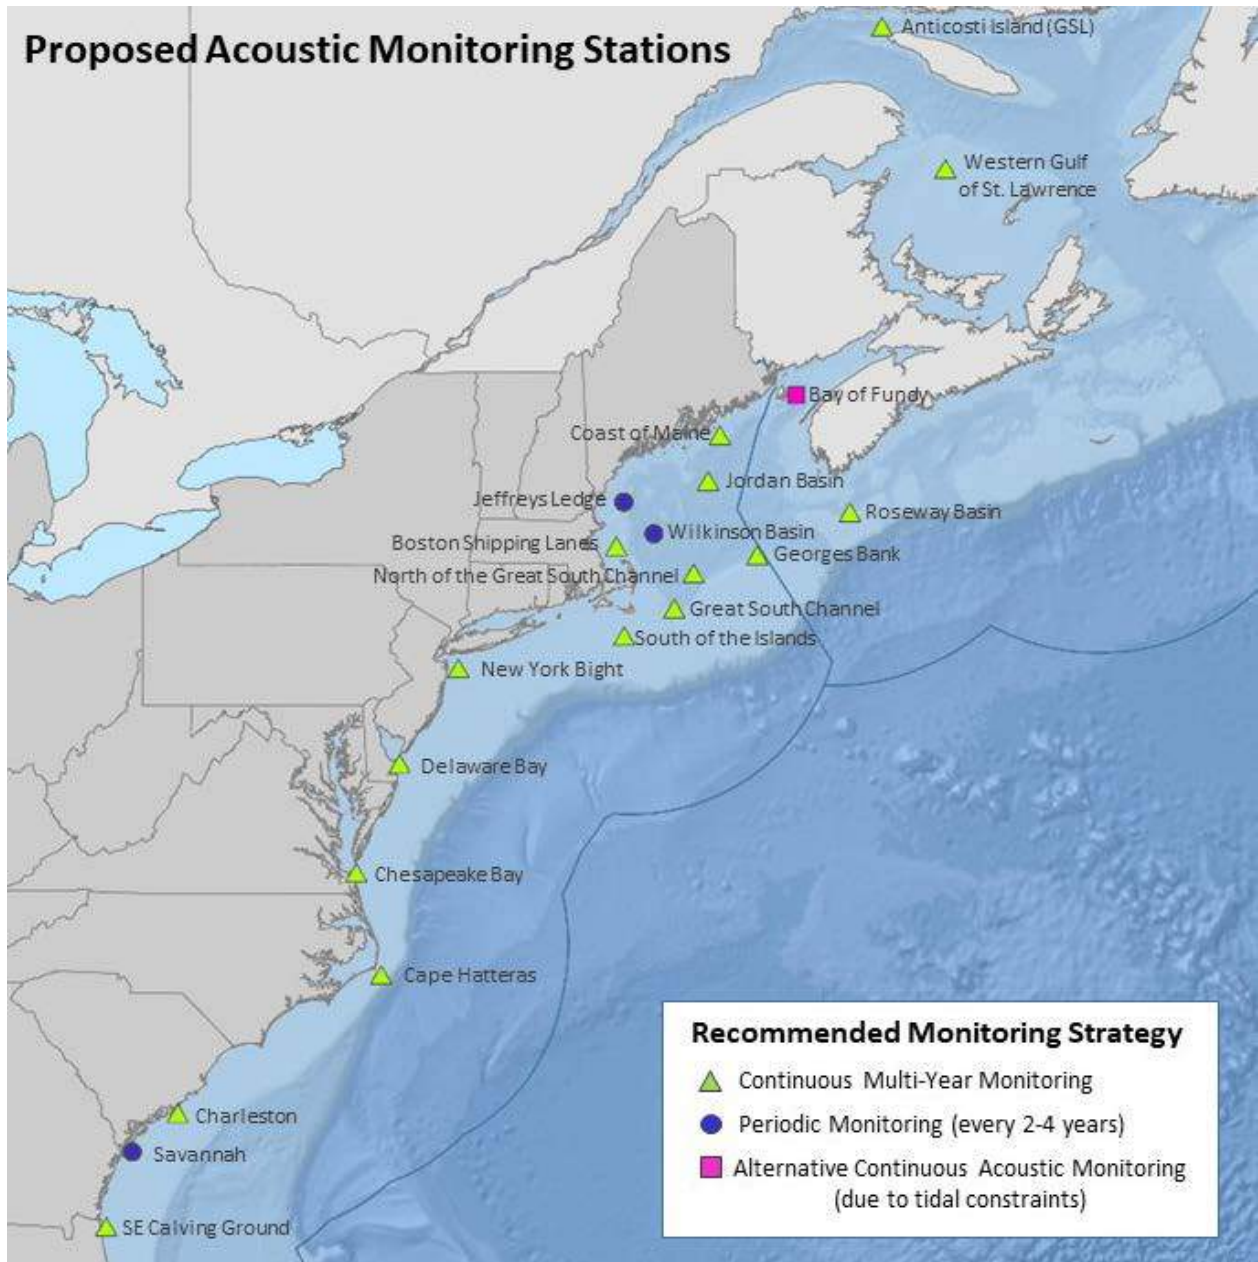 Proposed Acoustic Monitoring Stations
Anticosti Island (GSL)
Western Gulf
of St. Lawrence
Bay of Fundy
Coast of Maine
Jordan Basin
Jeffreys Ledge
Roseway Basin
Wilkinson Basin
Boston Shipping Lanes
Georges Bank
North of the Great South Channel
Great South Channel
South of the Islands
New York Bight
Delaware Bay
Chesapeake Bay
Cape Hatteras
Charleston
Savannah
SE Calving Ground
Recommended Monitoring Strategy
Continuous Multi-Year Monitoring
Periodic Monitoring (every 2-4 years)
Alternative Continuous Acoustic Monitoring
(due to tidal constraints)